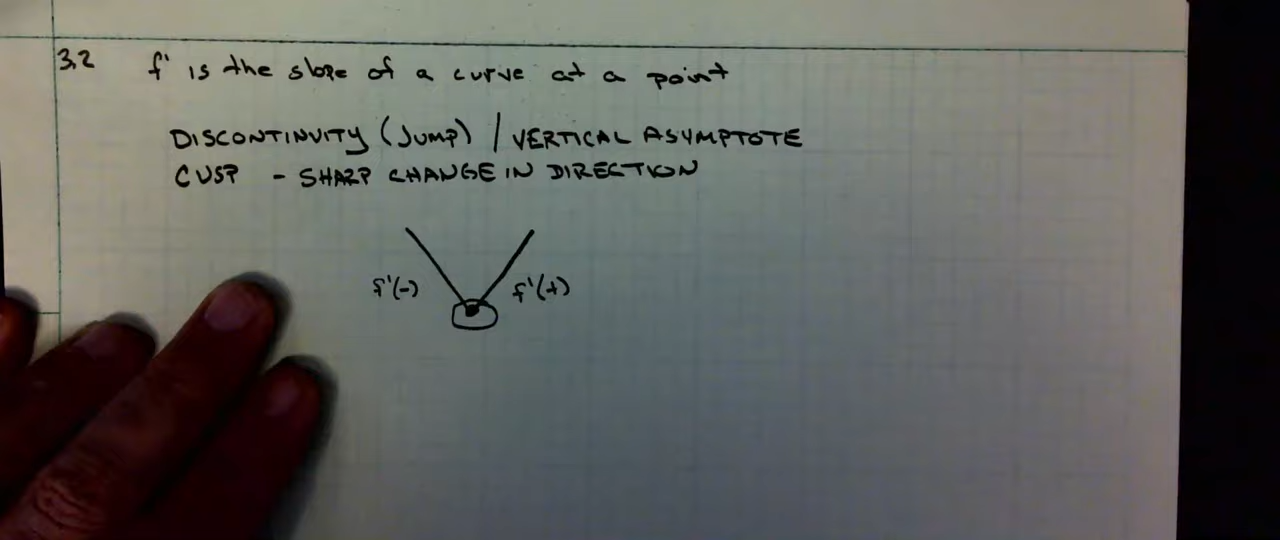 3.2 f' is the slope of a curve at a point
DISCONTINUITY (JUMP) / VERTICAL ASYMPTOTE
CUSP - SHARP CHANGE IN DIRECTION
f'(-) f'(+)